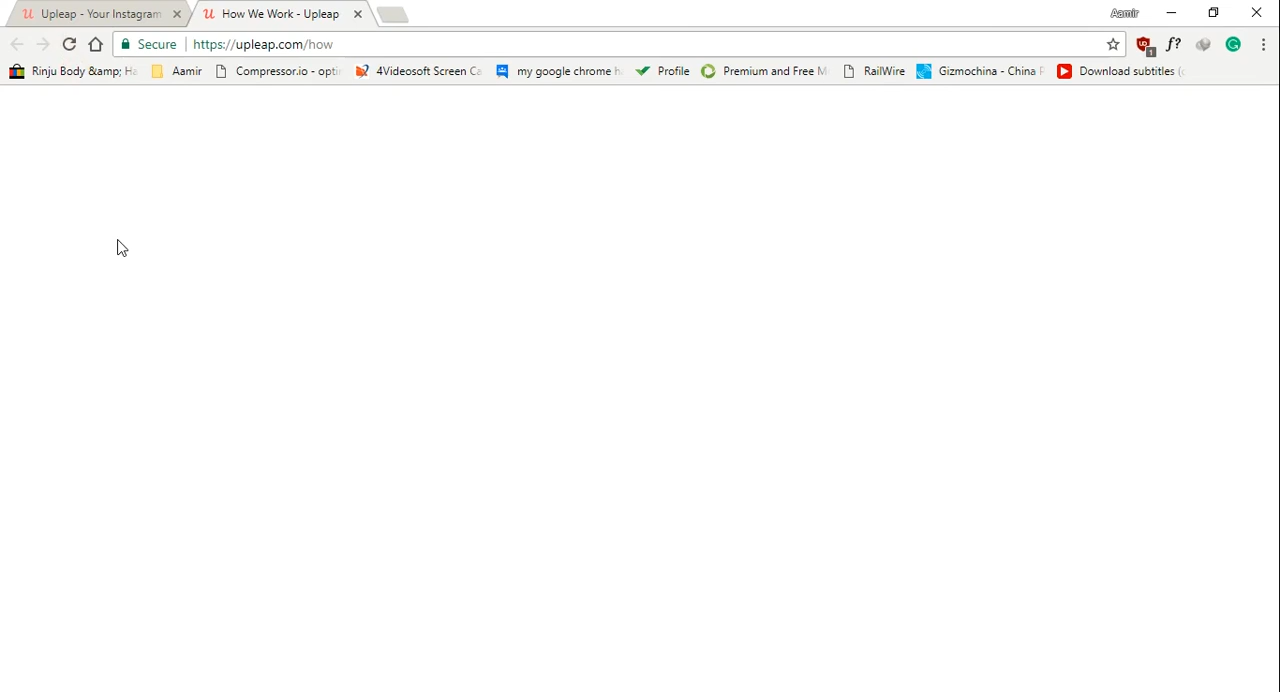 Upleap - Your Instagram
How We Work - Upleap
Aamir
Secure
https://upleap.com/how
1
f?
Rinju Body &amp; Ha
Aamir
Compressor.io - opti
4Videosoft Screen Ca
my google chrome h
Profile
Premium and Free M
RailWire
Gizmochina - China
Download subtitles